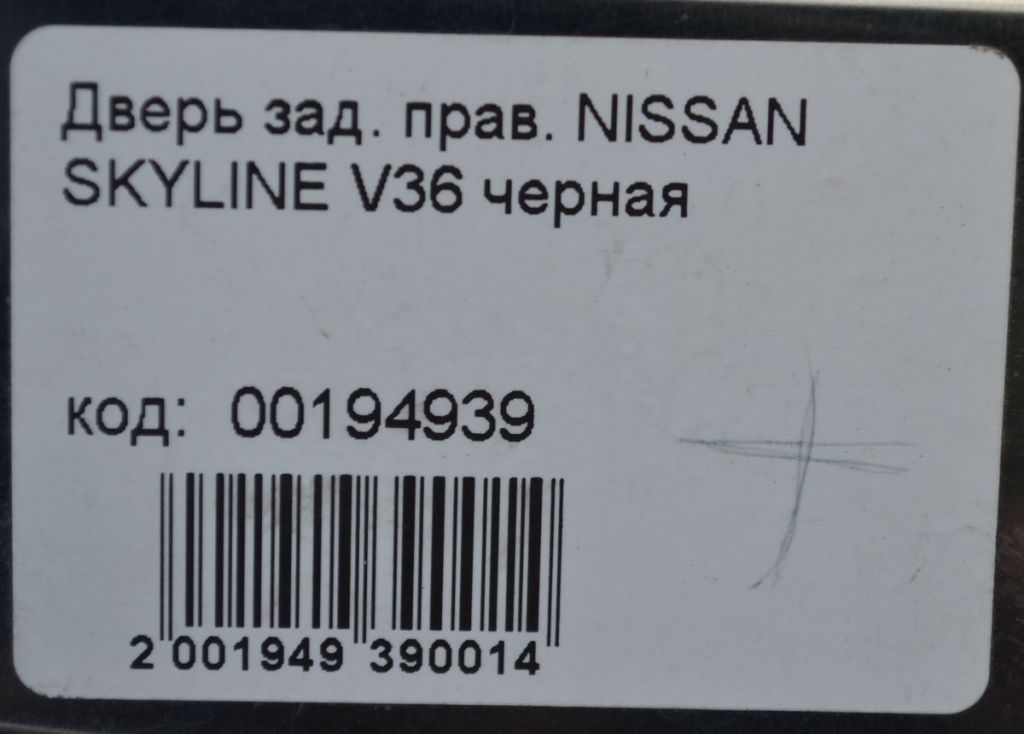 Дверь зад. прав. NISSAN
SKYLINE V36 черная
код: 00194939
2 001949 390014